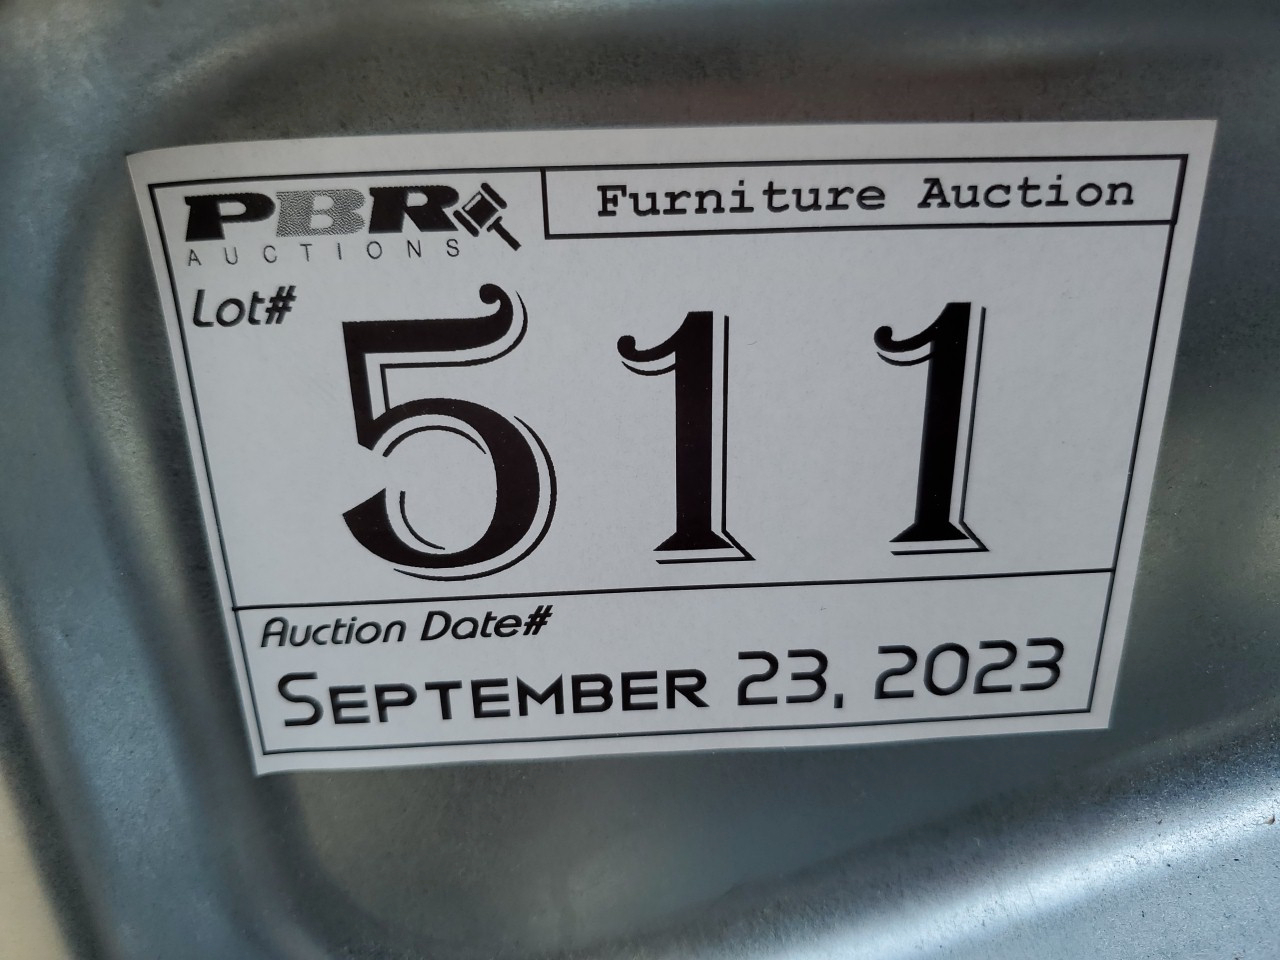 PBR
AUCTIONS
Furniture Auction
Lot#
511
Auction Date#
SEPTEMBER 23, 2023